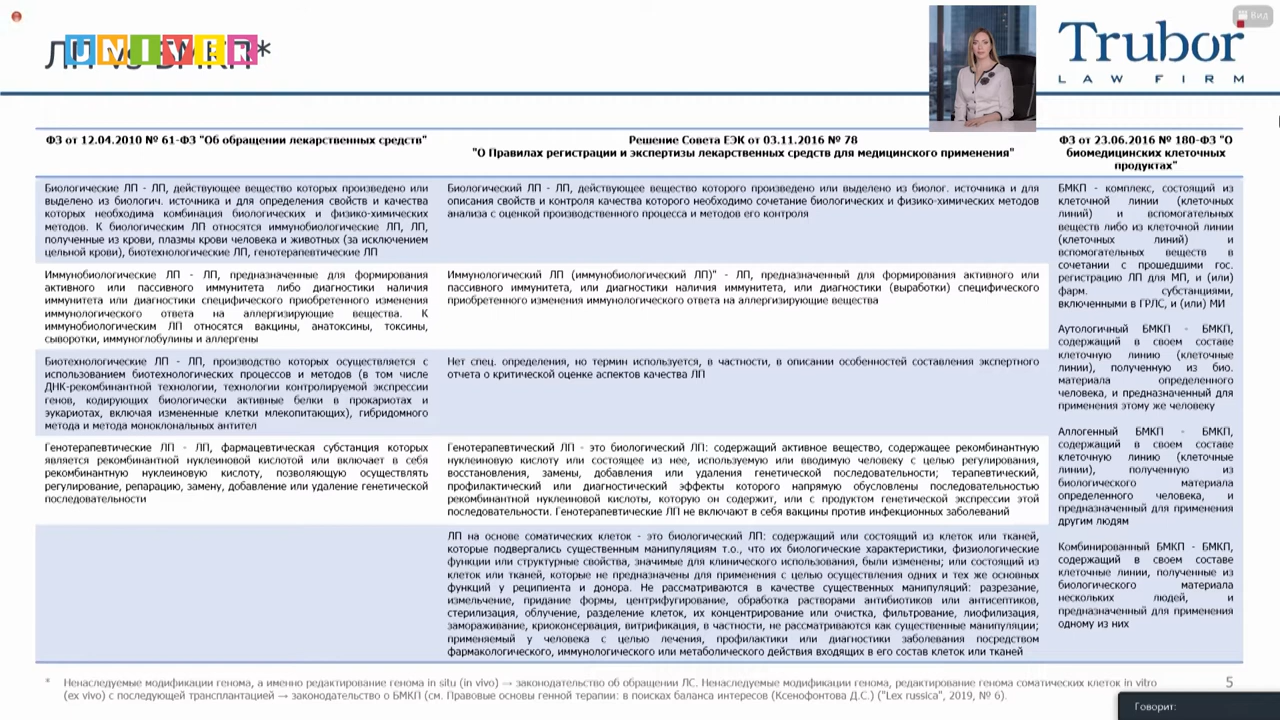 Вид
ЛП vs БМКП*
UNIVER
Trubor
LAW FIRM
ФЗ от 12.04.2010 № 61-ФЗ "Об обращении лекарственных средств"
Решение Совета ЕЭК от 03.11.2016 № 78
"О Правилах регистрации и экспертизы лекарственных средств для медицинского применения"
ФЗ от 23.06.2016 № 180-ФЗ "О
биомедицинских клеточных
продуктах"
Биологические ЛП - ЛП, действующее вещество которых произведено или
выделено из биологич. источника и для определения свойств и качества
которых необходима комбинация биологических и физико-химических
методов. К биологическим ЛП относятся иммунобиологические ЛП, ЛП,
полученные из крови, плазмы крови человека и животных (за исключением
цельной крови), биотехнологические ЛП, генотерапевтические ЛП
Биологический ЛП - ЛП, действующее вещество которого произведено или выделено из биолог. источника и для
описания свойств и контроля качества которого необходимо сочетание биологических и физико-химических методов
анализа с оценкой производственного процесса и методов его контроля
Иммунобиологические ЛП - ЛП, предназначенные для формирования
активного или пассивного иммунитета либо диагностики наличия
иммунитета или диагностики специфического приобретенного изменения
иммунологического ответа на аллергизирующие вещества. К
иммунобиологическим ЛП относятся вакцины, анатоксины, токсины,
сыворотки, иммуноглобулины и аллергены
Иммунологический ЛП (иммунобиологический ЛП)" - ЛП, предназначенный для формирования активного или
пассивного иммунитета, или диагностики наличия иммунитета, или диагностики (выработки) специфического
приобретенного изменения иммунологического ответа на аллергизирующие вещества
Биотехнологические ЛП - ЛП, производство которых осуществляется с
использованием биотехнологических процессов и методов (в том числе
ДНК-рекомбинантной технологии, технологии контролируемой экспрессии
генов, кодирующих биологически активные белки в прокариотах и
эукариотах, включая измененные клетки млекопитающих), гибридомного
метода и метода моноклональных антител
Нет спец. определения, но термин используется, в частности, в описании особенностей составления экспертного
отчета о критической оценке аспектов качества ЛП
Генотерапевтические ЛП - ЛП, фармацевтическая субстанция которых
является рекомбинантной нуклеиновой кислотой или включает в себя
рекомбинантную нуклеиновую кислоту, позволяющую осуществлять
регулирование, репарацию, замену, добавление или удаление генетической
последовательности
Генотерапевтический ЛП - это биологический ЛП: содержащий активное вещество, содержащее рекомбинантную
нуклеиновую кислоту или состоящее из нее, используемую или вводимую человеку с целью регулирования,
восстановления, замены, добавления или удаления генетической последовательности; терапевтический,
профилактический или диагностический эффекты которого напрямую обусловлены последовательностью
рекомбинантной нуклеиновой кислоты, которую он содержит, или с продуктом генетической экспрессии этой
последовательности. Генотерапевтические ЛП не включают в себя вакцины против инфекционных заболеваний
ЛП на основе соматических клеток - это биологический ЛП: содержащий или состоящий из клеток или тканей,
которые подвергались существенным манипуляциям т.о., что их биологические характеристики, физиологические
функции или структурные свойства, значимые для клинического использования, были изменены; или состоящий из
клеток или тканей, которые не предназначены для применения с целью осуществления одних и тех же основных
функций у реципиента и донора. Не рассматриваются в качестве существенных манипуляций: разрезание,
измельчение, придание формы, центрифугирование, обработка растворами антибиотиков или антисептиков,
стерилизация, облучение, разделение клеток, их концентрирование или очистка, фильтрование, лиофилизация,
замораживание, криоконсервация, витрификация, в частности, не рассматриваются как существенные манипуляции;
применяемый у человека с целью лечения, профилактики или диагностики заболевания посредством
фармакологического, иммунологического или метаболического действия входящих в его состав клеток или тканей
БМКП - комплекс, состоящий из
клеточной линии (клеточных
линий) и вспомогательных
веществ либо из клеточной линии
(клеточных линий) и
вспомогательных веществ в
сочетании с прошедшими гос.
регистрацию ЛП для МП, и (или)
фарм. субстанциями,
включенными в ГРЛС, и (или) МИ
Аутологичный БМКП - БМКП,
содержащий в своем составе
клеточную линию (клеточные
линии), полученную из био.
материала определенного
человека, и предназначенный для
применения этому же человеку
Аллогенный БМКП - БМКП,
содержащий в своем составе
клеточную линию (клеточные
линии), полученную из
биологического материала
определенного человека, и
предназначенный для применения
другим людям
Комбинированный БМКП - БМКП,
содержащий в своем составе
клеточные линии, полученные из
биологического материала
нескольких людей, и
предназначенный для применения
одному из них
* Ненаследуемые модификации генома, а именно редактирование генома in situ (in vivo) → законодательство об обращении ЛС. Ненаследуемые модификации генома, редактирование генома соматических клеток in vitro
(ex vivo) с последующей трансплантацией → законодательство о БМКП (см. Правовые основы генной терапии: в поисках баланса интересов (Ксенофонтова Д.С.) ("Lex russica", 2019, № 6).
5
Говорит: